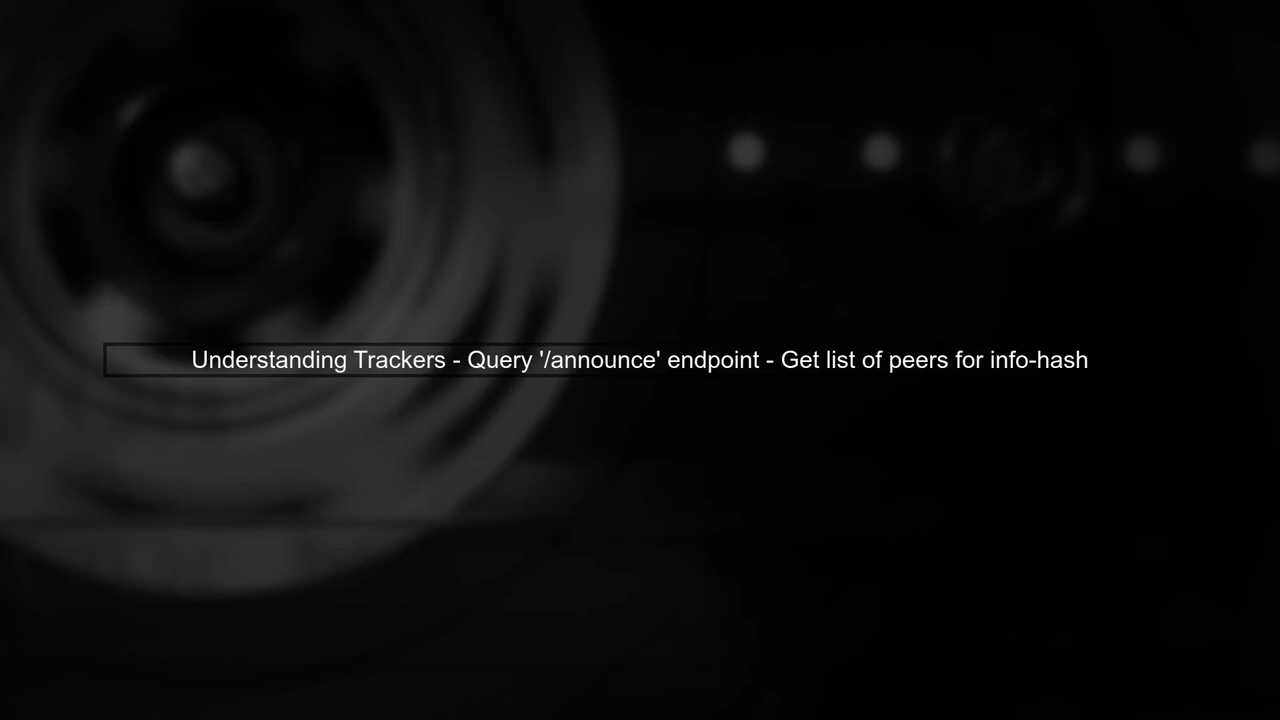 Understanding Trackers - Query '/announce' endpoint - Get list of peers for info-hash